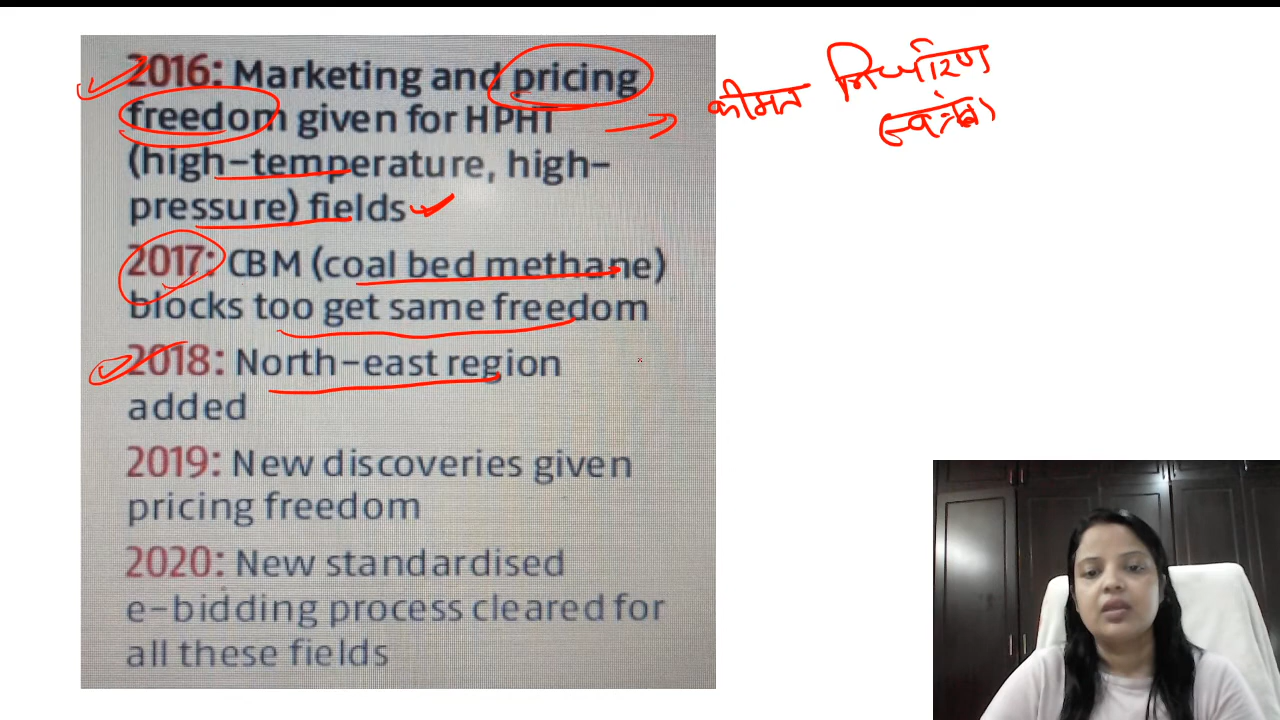 2016: Marketing and pricing
freedom given for HPHT
(high-temperature, high-
pressure) fields
2017: CBM (coal bed methane)
blocks too get same freedom
2018: North-east region
added
2019: New discoveries given
pricing freedom
2020: New standardised
e-bidding process cleared for
all these fields
कीमत निर्धारण